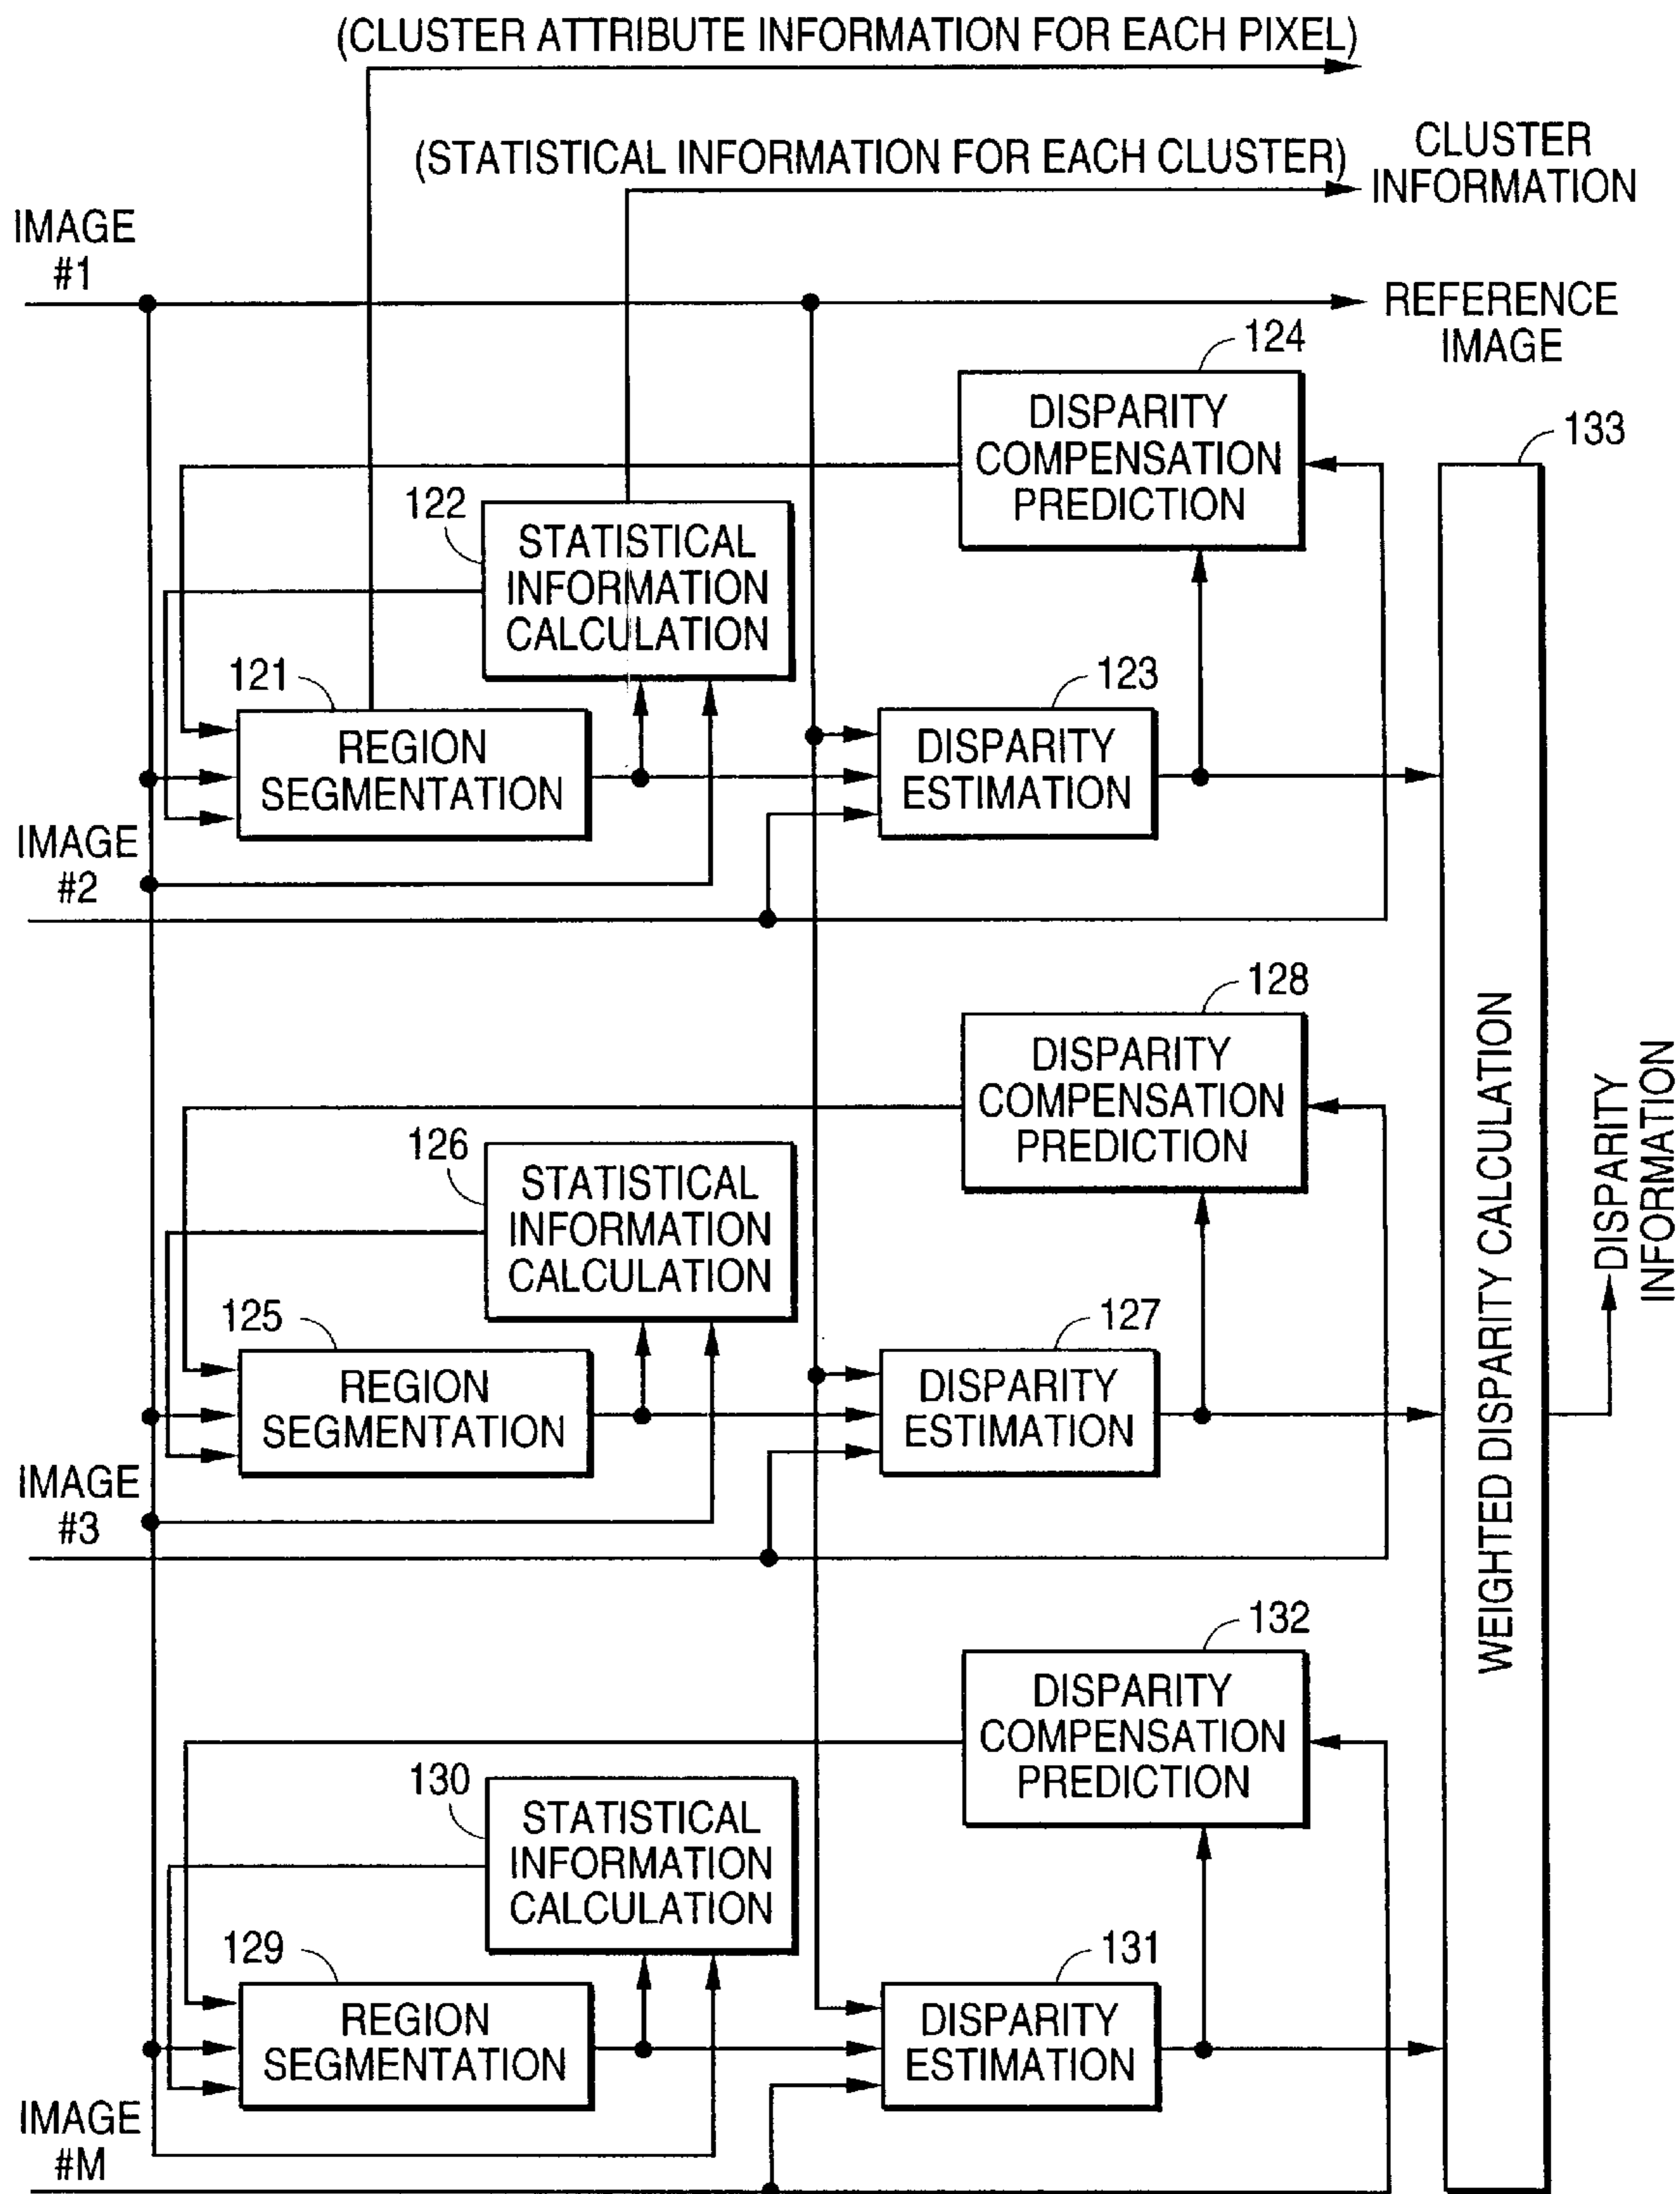 (CLUSTER ATTRIBUTE INFORMATION FOR EACH PIXEL)
(STATISTICAL INFORMATION FOR EACH CLUSTER)
CLUSTER
INFORMATION
IMAGE
#1
REFERENCE
IMAGE
124
DISPARITY
COMPENSATION
PREDICTION
133
122
STATISTICAL
INFORMATION
CALCULATION
121
REGION
SEGMENTATION
123
DISPARITY
ESTIMATION
IMAGE
#2
128
DISPARITY
COMPENSATION
PREDICTION
126
STATISTICAL
INFORMATION
CALCULATION
125
REGION
SEGMENTATION
127
DISPARITY
ESTIMATION
WEIGHTED DISPARITY CALCULATION
DISPARITY
INFORMATION
IMAGE
#3
132
DISPARITY
COMPENSATION
PREDICTION
130
STATISTICAL
INFORMATION
CALCULATION
129
REGION
SEGMENTATION
131
DISPARITY
ESTIMATION
IMAGE
#M